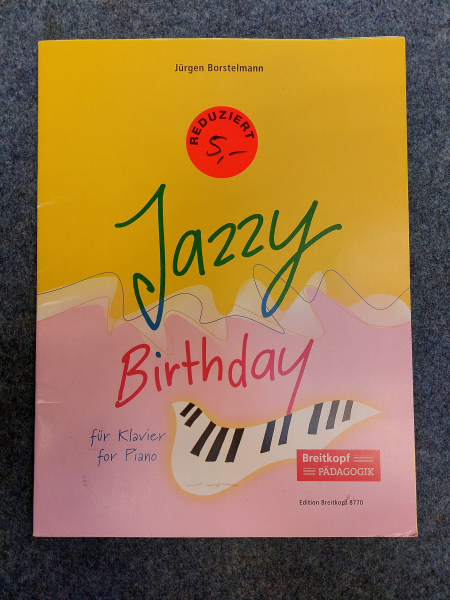 Jürgen Borstelmann
REDUZIERT
5,-
Jazzy
Birthday
für Klavier
for Piano
Breitkopf
PÄDAGOGIK
Edition Breitkopf 8770